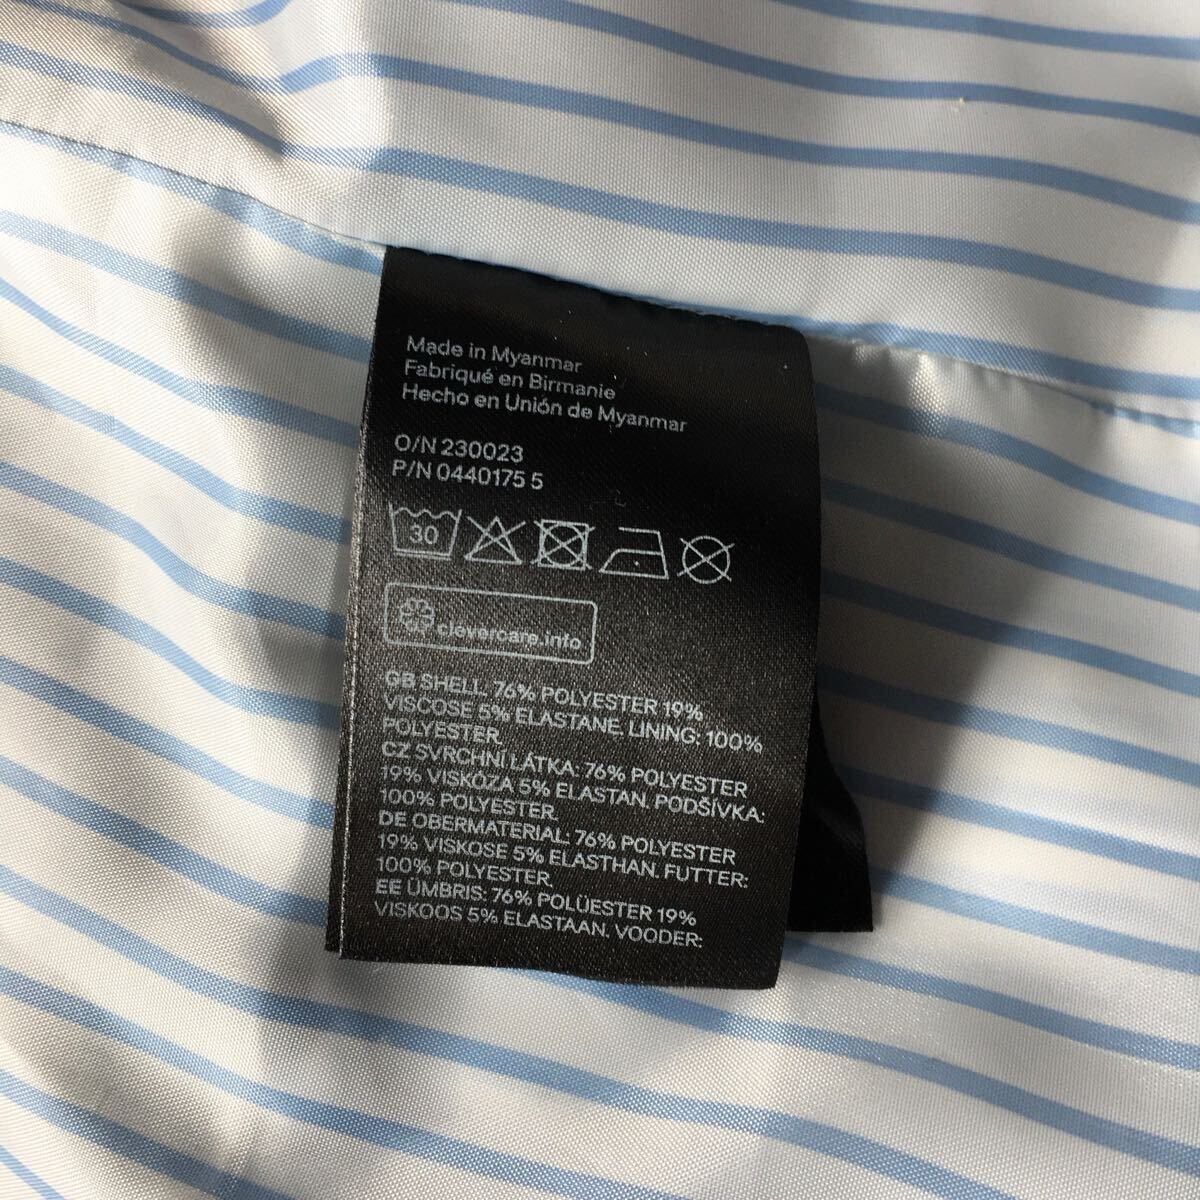 Made in Myanmar
Fabriqué en Birmanie
Hecho en Unión de Myanmar
O/N 230023
P/N 0440175 5
30
clevercare.info
GB SHELL: 76% POLYESTER 19%
VISCOSE 5% ELASTANE. LINING: 100%
POLYESTER.
CZ SVRCHNÍ LÁTKA: 76% POLYESTER
19% VISKÓZA 5% ELASTAN. PODŠÍVKA:
100% POLYESTER.
DE OBERMATERIAL: 76% POLYESTER
19% VISKOSE 5% ELASTHAN. FUTTER:
100% POLYESTER.
EE ÜMBRIS: 76% POLÜESTER 19%
VISKOOS 5% ELASTAAN. VOODER: